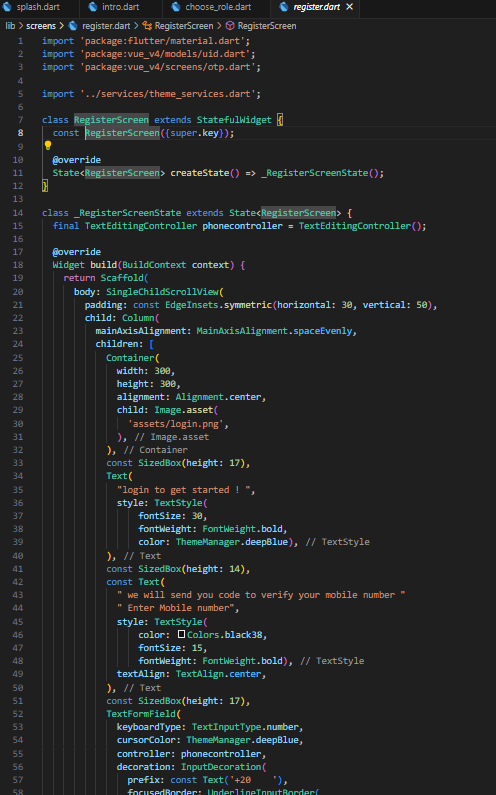 splash.dart intro.dart choose_role.dart register.dart ×
lib > screens > register.dart > RegisterScreen > RegisterScreen
1 import 'package:flutter/material.dart';
2 import 'package:vue_v4/models/uid.dart';
3 import 'package:vue_v4/screens/otp.dart';
4
5 import '../services/theme_services.dart';
6
7 class RegisterScreen extends StatefulWidget {
8   const RegisterScreen({super.key});
9
10   @override
11   State<RegisterScreen> createState() => _RegisterScreenState();
12 }
13
14 class _RegisterScreenState extends State<RegisterScreen> {
15   final TextEditingController phonecontroller = TextEditingController();
16
17   @override
18   Widget build(BuildContext context) {
19     return Scaffold(
20       body: SingleChildScrollView(
21         padding: const EdgeInsets.symmetric(horizontal: 30, vertical: 50),
22         child: Column(
23           mainAxisAlignment: MainAxisAlignment.spaceEvenly,
24           children: [
25             Container(
26               width: 300,
27               height: 300,
28               alignment: Alignment.center,
29               child: Image.asset(
30                 'assets/login.png',
31               ), // Image.asset
32             ), // Container
33             const SizedBox(height: 17),
34             Text(
35               "login to get started ! ",
36               style: TextStyle(
37                   fontSize: 30,
38                   fontWeight: FontWeight.bold,
39                   color: ThemeManager.deepBlue), // TextStyle
40             ), // Text
41             const SizedBox(height: 14),
42             const Text(
43               " we will send you code to verify your mobile number "
44               " Enter Mobile number",
45               style: TextStyle(
46                   color: Colors.black38,
47                   fontSize: 15,
48                   fontWeight: FontWeight.bold), // TextStyle
49               textAlign: TextAlign.center,
50             ), // Text
51             const SizedBox(height: 17),
52             TextFormField(
53               keyboardType: TextInputType.number,
54               cursorColor: ThemeManager.deepBlue,
55               controller: phonecontroller,
56               decoration: InputDecoration(
57                 prefix: const Text('+20    '),
58                 focusedBorder: UnderlineInputBorder(